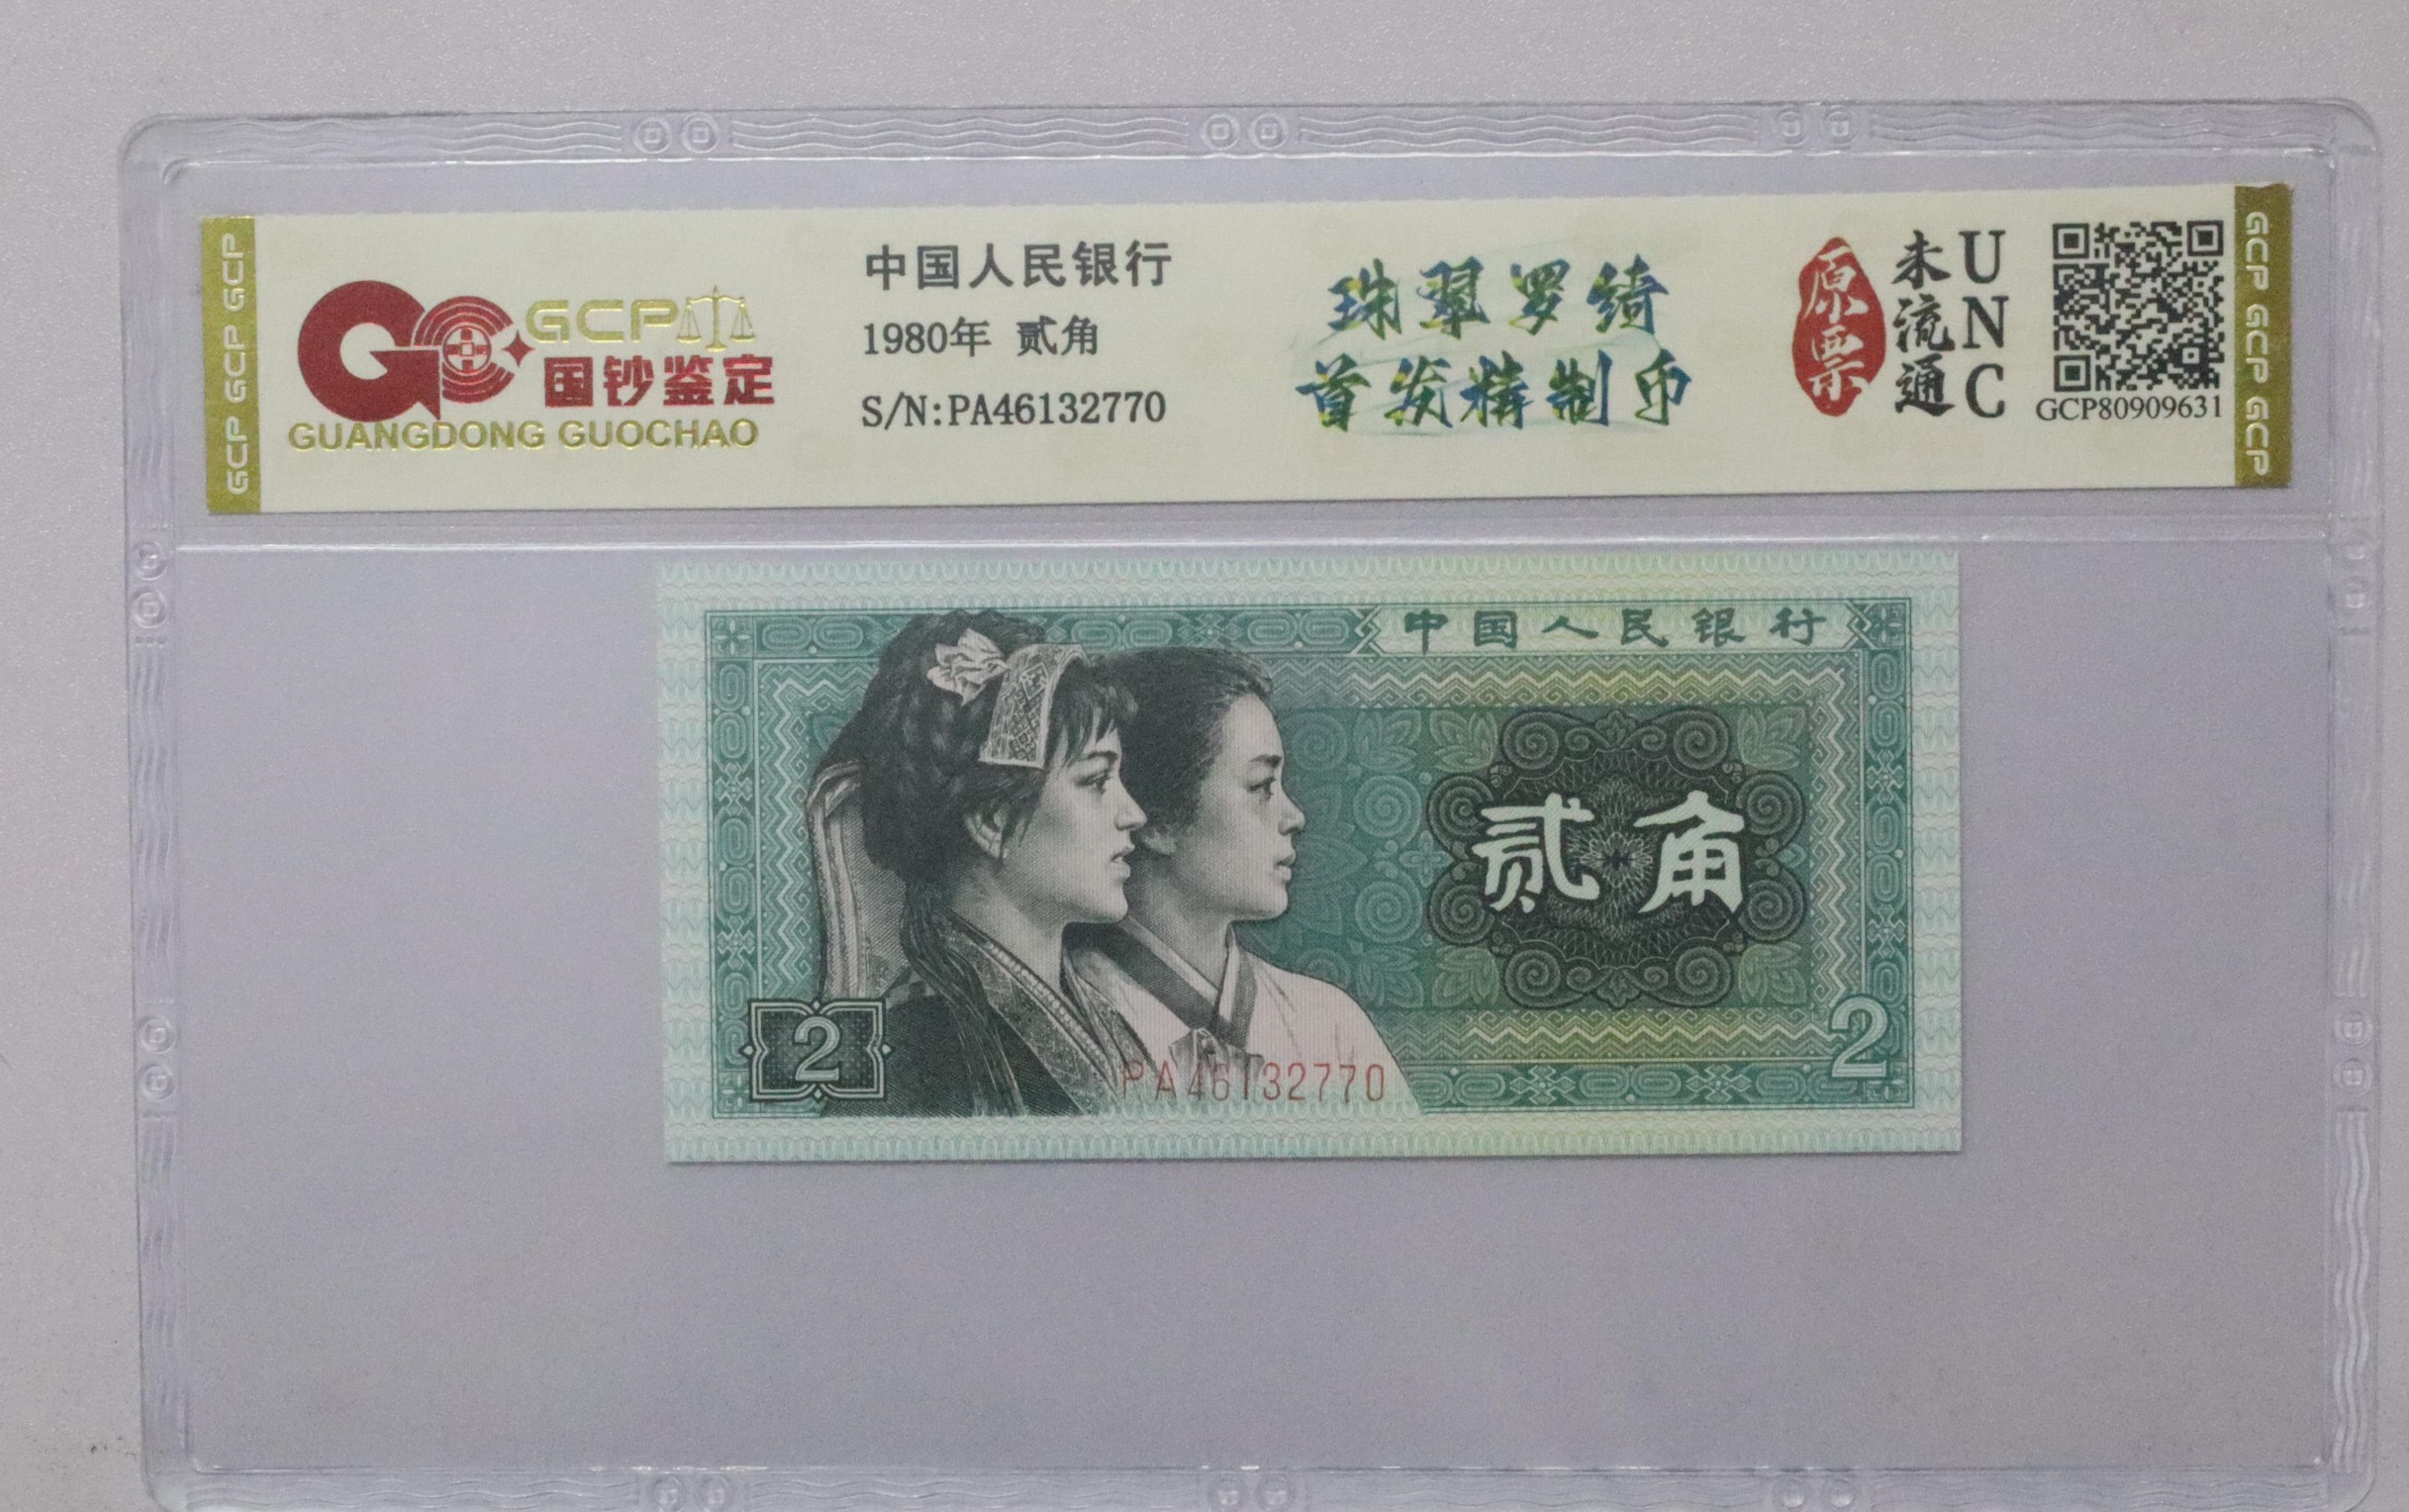 GCP GCP GCP
GCP
国钞鉴定
GUANGDONG GUOCHAO
中国人民银行
1980年 贰角
S/N:PA46132770
珠翠罗绮
首发精制币
原票
未流通
UNC
GCP80909631
GCP GCP GCP
中国人民银行
贰角
2
PA46132770
2